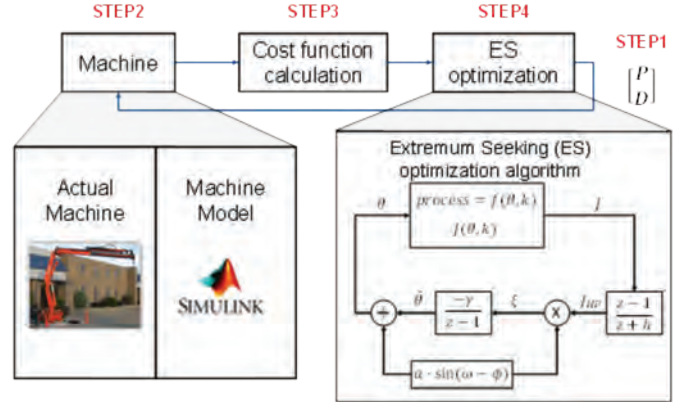 STEP2
STEP3
STEP4
STEP1
Machine
Cost function
calculation
ES
optimization
[P
D]
Actual
Machine
Machine
Model
SIMULINK
Extremum Seeking (ES)
optimization algorithm
θ
process = f(θ,k)
J(θ,k)
J
+
θ̂
-γ
z-1
ξ
x
z-1
z+h
a·sin(ω-ϕ)